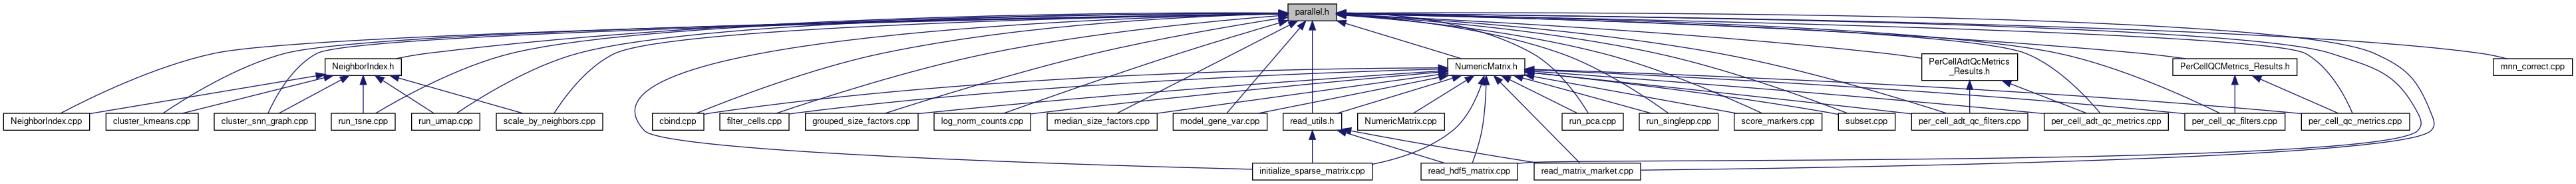 parallel.h
NeighborIndex.h
NumericMatrix.h
PerCellAdtQcMetrics
_Results.h
PerCellQCMetrics_Results.h
mnn_correct.cpp
NeighborIndex.cpp
cluster_kmeans.cpp
cluster_snn_graph.cpp
run_tsne.cpp
run_umap.cpp
scale_by_neighbors.cpp
cbind.cpp
filter_cells.cpp
grouped_size_factors.cpp
log_norm_counts.cpp
median_size_factors.cpp
model_gene_var.cpp
read_utils.h
NumericMatrix.cpp
run_pca.cpp
run_singlepp.cpp
score_markers.cpp
subset.cpp
per_cell_adt_qc_filters.cpp
per_cell_adt_qc_metrics.cpp
per_cell_qc_filters.cpp
per_cell_qc_metrics.cpp
initialize_sparse_matrix.cpp
read_hdf5_matrix.cpp
read_matrix_market.cpp